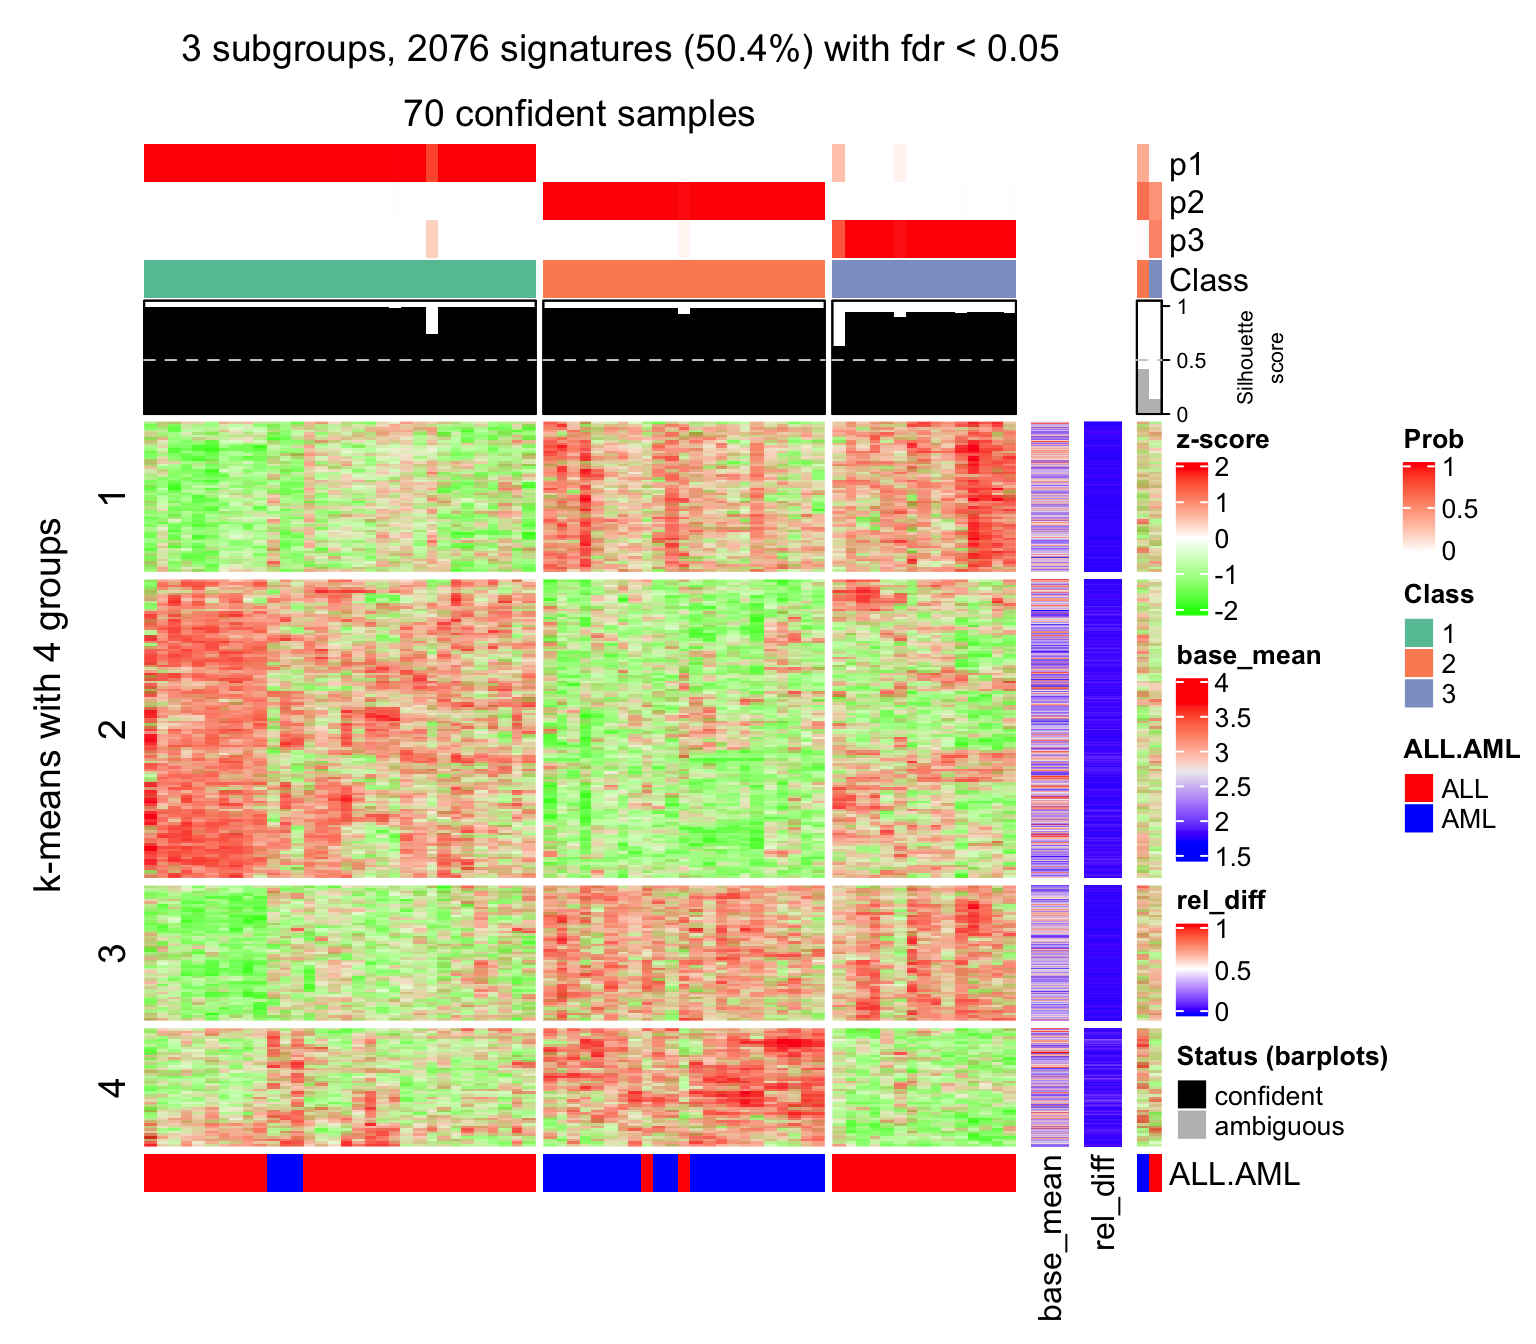 3 subgroups, 2076 signatures (50.4%) with fdr < 0.05
70 confident samples
p1
p2
p3
Class
1
0.5
0
Silhouette
score
k-means with 4 groups
1
2
3
4
z-score
2
1
0
-1
-2
base_mean
4
3.5
3
2.5
2
1.5
rel_diff
1
0.5
0
Status (barplots)
confident
ambiguous
Prob
1
0.5
0
Class
1
2
3
ALL.AML
ALL
AML
ALL.AML
base_mean
rel_diff